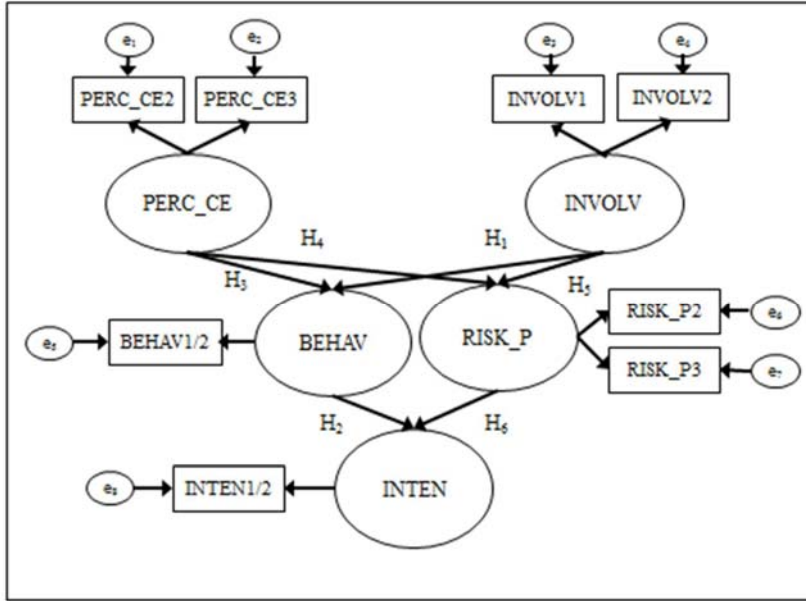 e₁
e₂
e₃
e₄
PERC_CE2
PERC_CE3
INVOLV1
INVOLV2
PERC_CE
INVOLV
H₄
H₁
H₃
H₅
RISK_P2
e₆
BEHAV
RISK_P
e₅
BEHAV1/2
RISK_P3
e₇
H₂
H₆
e₈
INTEN1/2
INTEN